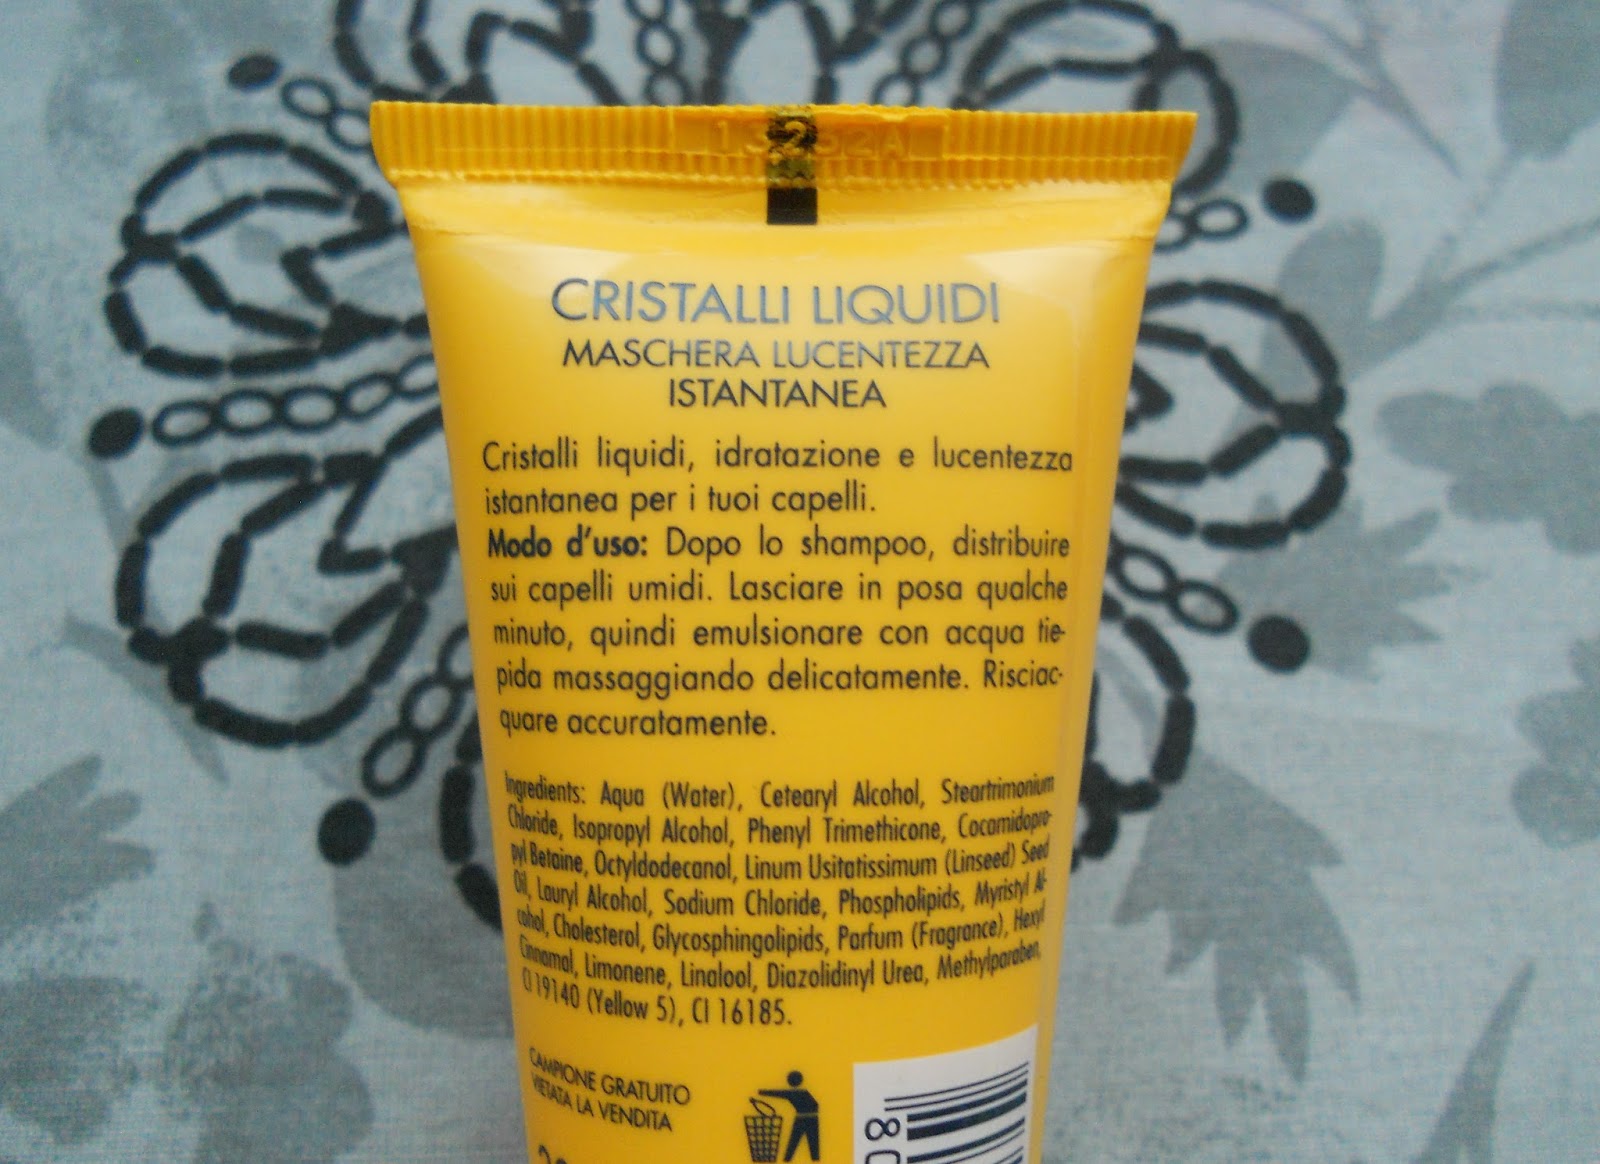 CRISTALLI LIQUIDI
MASCHERA LUCENTEZZA
ISTANTANEA
Cristalli liquidi, idratazione e lucentezza
istantanea per i tuoi capelli.
Modo d'uso: Dopo lo shampoo, distribuire
sui capelli umidi. Lasciare in posa qualche
minuto, quindi emulsionare con acqua tie-
pida massaggiando delicatamente. Risciac-
quare accuratamente.
Ingredients: Aqua (Water), Cetearyl Alcohol, Steartrimonium
Chloride, Isopropyl Alcohol, Phenyl Trimethicone, Cocamidopro-
pyl Betaine, Octyldodecanol, Linum Usitatissimum (Linseed) Seed
Oil, Lauryl Alcohol, Sodium Chloride, Phospholipids, Myristyl Al-
cohol, Cholesterol, Glycosphingolipids, Parfum (Fragrance), Hexyl
Cinnamal, Limonene, Linalool, Diazolidinyl Urea, Methylparaben,
CI 19140 (Yellow 5), CI 16185.
CAMPIONE GRATUITO
VIETATA LA VENDITA